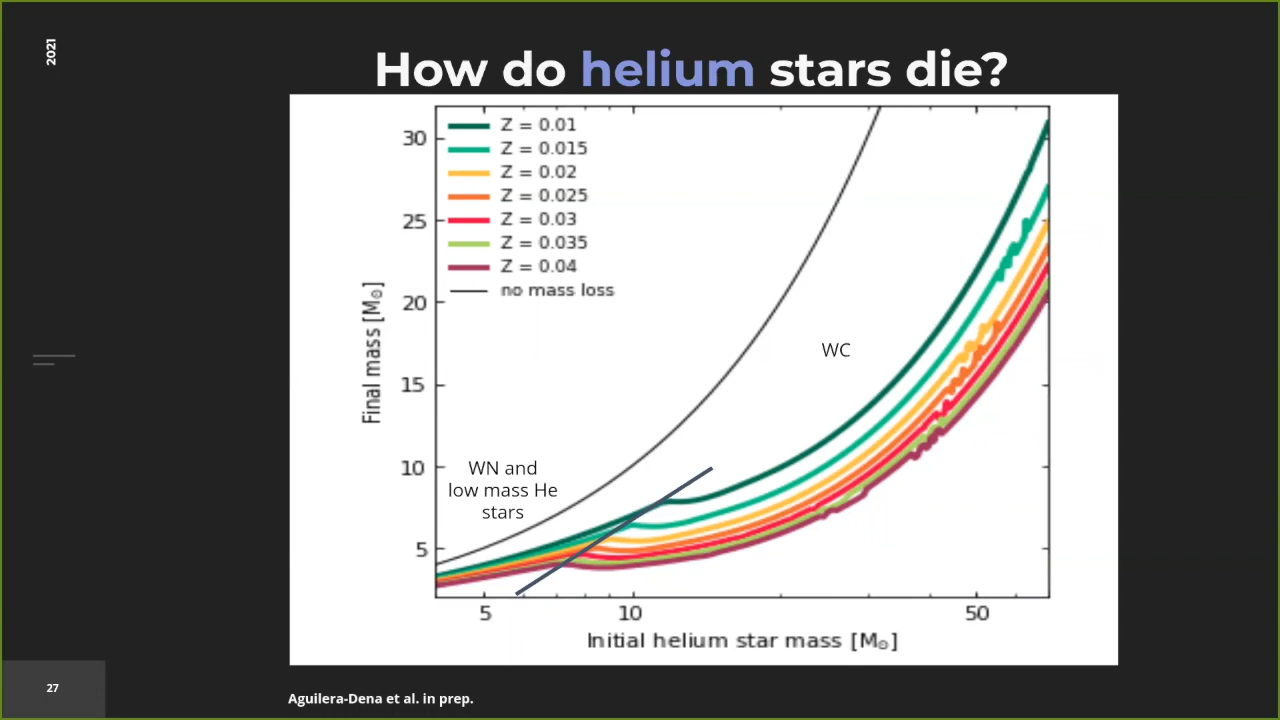 2021
How do helium stars die?
Z = 0.01
Z = 0.015
Z = 0.02
Z = 0.025
Z = 0.03
Z = 0.035
Z = 0.04
no mass loss
30
25
20
15
10
5
Final mass [M☉]
WC
WN and
low mass He
stars
5 10 50
Initial helium star mass [M☉]
27
Aguilera-Dena et al. in prep.